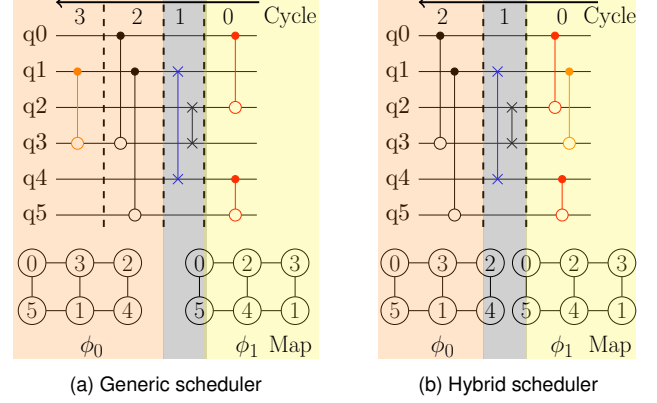 3 2 1 0 Cycle
q0
q1
q2
q3
q4
q5
0 3 2 0 2 3
5 1 4 5 4 1
ϕ0 ϕ1 Map
(a) Generic scheduler
2 1 0 Cycle
q0
q1
q2
q3
q4
q5
0 3 2 0 2 3
5 1 4 5 4 1
ϕ0 ϕ1 Map
(b) Hybrid scheduler